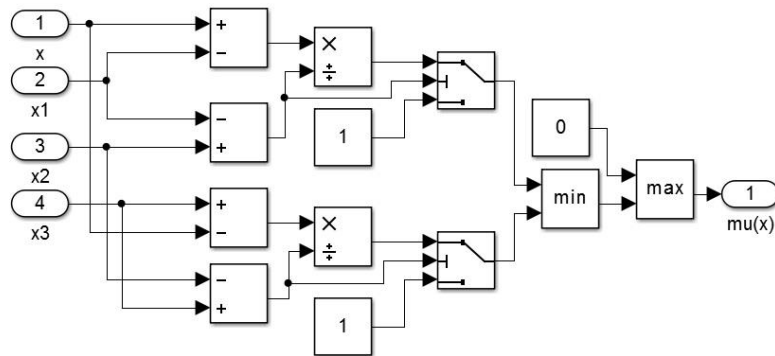 1
x
2
x1
3
x2
4
x3
+
−
−
+
+
−
−
+
×
÷
1
×
÷
1
0
min
max
1
mu(x)